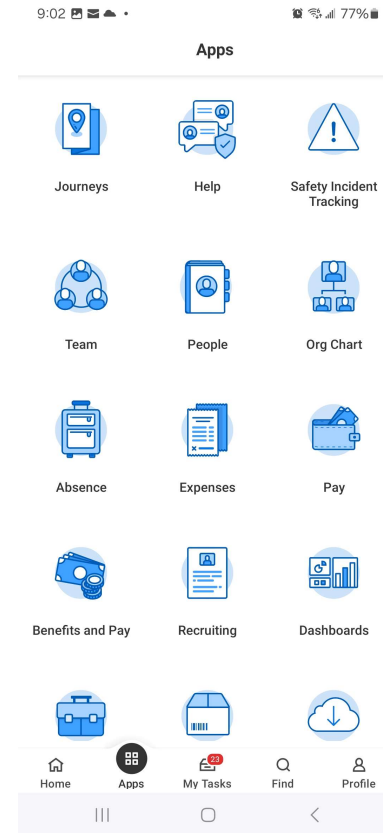 9:02 77%
Apps
Journeys Help Safety Incident
Tracking
Team People Org Chart
Absence Expenses Pay
Benefits and Pay Recruiting Dashboards
23
Home Apps My Tasks Find Profile